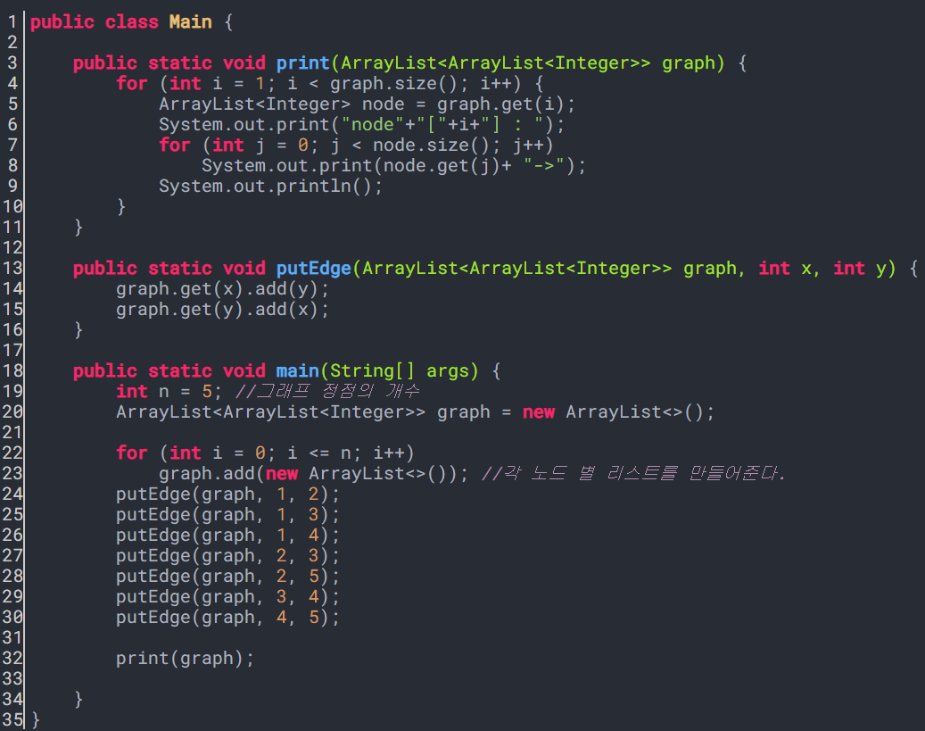 1 public class Main {
2
3     public static void print(ArrayList<ArrayList<Integer>> graph) {
4         for (int i = 1; i < graph.size(); i++) {
5             ArrayList<Integer> node = graph.get(i);
6             System.out.print("node"+"["+i+"] : ");
7             for (int j = 0; j < node.size(); j++)
8                 System.out.print(node.get(j)+ "->");
9             System.out.println();
10         }
11     }
12
13     public static void putEdge(ArrayList<ArrayList<Integer>> graph, int x, int y) {
14         graph.get(x).add(y);
15         graph.get(y).add(x);
16     }
17
18     public static void main(String[] args) {
19         int n = 5; //그래프 정점의 개수
20         ArrayList<ArrayList<Integer>> graph = new ArrayList<>();
21
22         for (int i = 0; i <= n; i++)
23             graph.add(new ArrayList<>()); //각 노드 별 리스트를 만들어준다.
24         putEdge(graph, 1, 2);
25         putEdge(graph, 1, 3);
26         putEdge(graph, 1, 4);
27         putEdge(graph, 2, 3);
28         putEdge(graph, 2, 5);
29         putEdge(graph, 3, 4);
30         putEdge(graph, 4, 5);
31
32         print(graph);
33
34     }
35 }